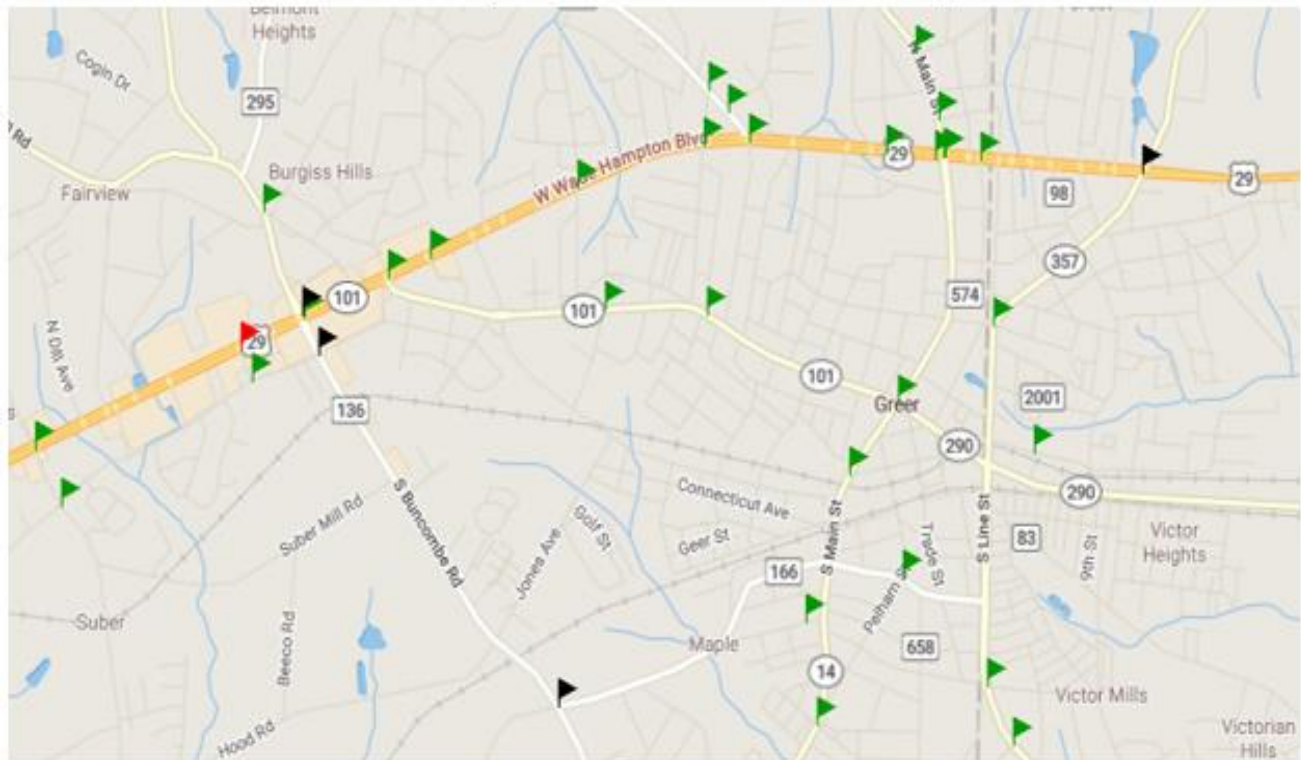 Belmont
Heights
Cogin Dr
N Main St
295
Rd
W Wade Hampton Blvd
29
Burgiss Hills
98
29
Fairview
357
101
574
101
29
N Dill Ave
101
2001
Greer
136
290
290
Connecticut Ave
S Buncombe Rd
Suber Mill Rd
Golf St
Geer St
S Main St
Trade St
S Line St
83
9th St
Victor
Heights
Jones Ave
166
Pelham S
Suber
Beeco Rd
Maple
658
14
Victor Mills
Hood Rd
Victorian
Hills